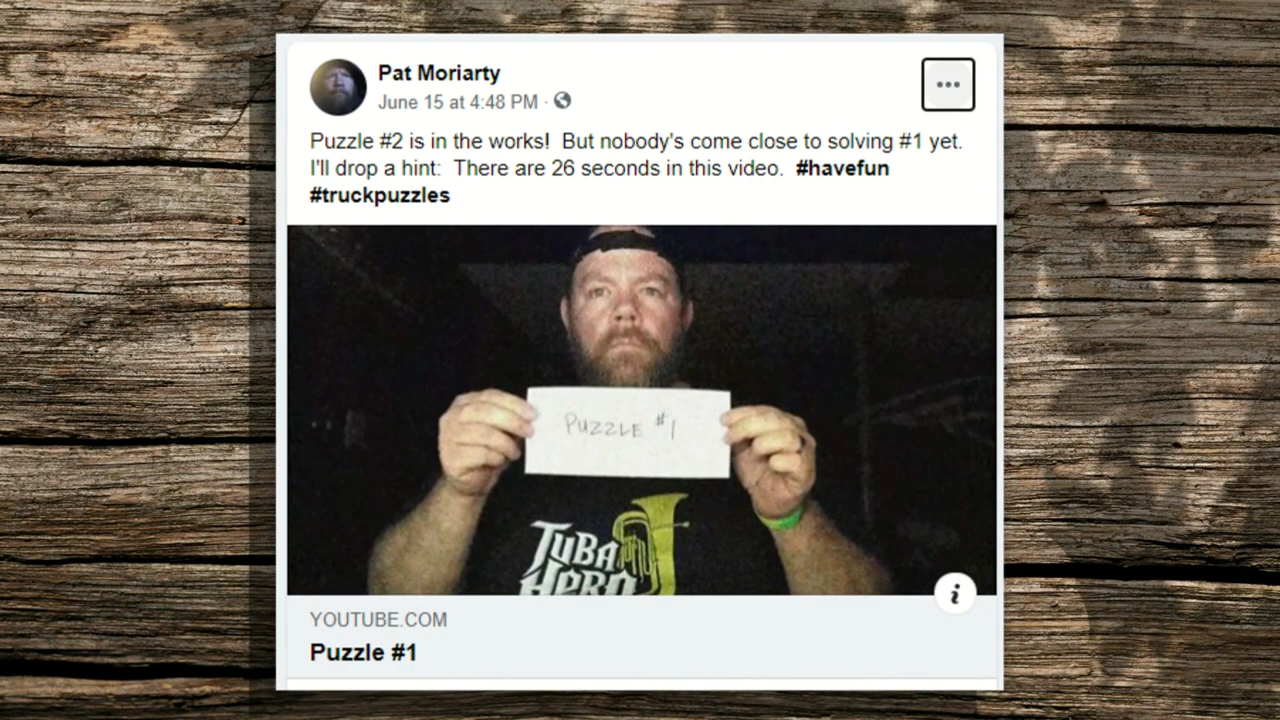 Pat Moriarty
June 15 at 4:48 PM ·
Puzzle #2 is in the works!  But nobody's come close to solving #1 yet.
I'll drop a hint:  There are 26 seconds in this video.  #havefun
#truckpuzzles
PUZZLE #1
TUBA
HERO
YOUTUBE.COM
Puzzle #1